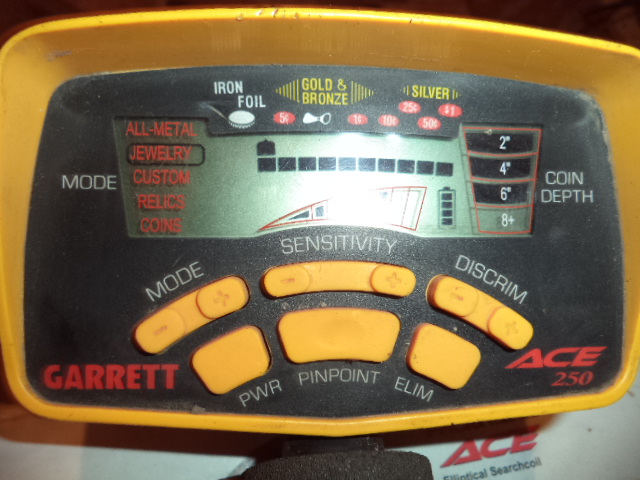 IRON
FOIL
GOLD &
BRONZE
SILVER
5¢
1¢
10¢
25¢
50¢
$1
MODE
ALL-METAL
JEWELRY
CUSTOM
RELICS
COINS
2"
4"
6"
8+
COIN
DEPTH
SENSITIVITY
MODE
DISCRIM
- +
- +
- +
GARRETT
PWR
PINPOINT
ELIM
ACE
250
ACE
Elliptical Searchcoil